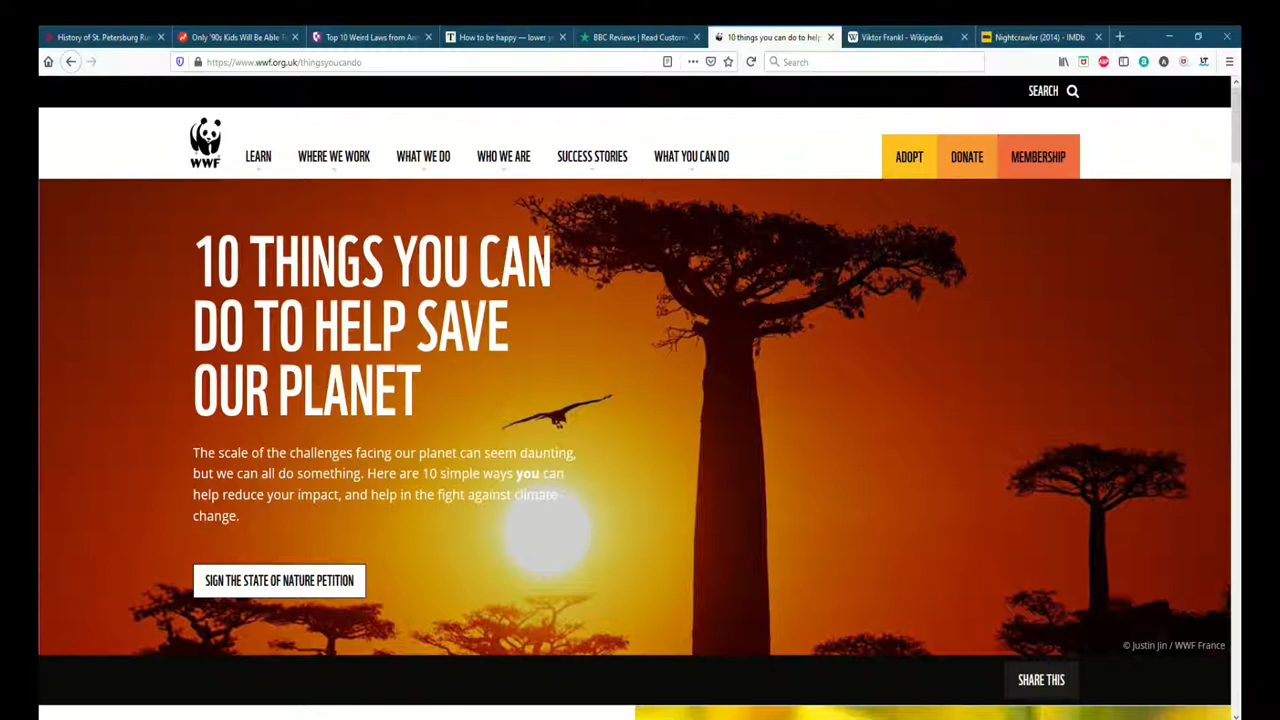 History of St. Petersburg Rus
Only '90s Kids Will Be Able T
Top 10 Weird Laws from An
How to be happy — lower y
BBC Reviews | Read Custom
10 things you can do to help
Viktor Frankl - Wikipedia
Nightcrawler (2014) - IMDb
https://www.wwf.org.uk/thingsyoucando
Search
SEARCH
WWF
LEARN
WHERE WE WORK
WHAT WE DO
WHO WE ARE
SUCCESS STORIES
WHAT YOU CAN DO
ADOPT
DONATE
MEMBERSHIP
10 THINGS YOU CAN
DO TO HELP SAVE
OUR PLANET
The scale of the challenges facing our planet can seem daunting,
but we can all do something. Here are 10 simple ways you can
help reduce your impact, and help in the fight against climate
change.
SIGN THE STATE OF NATURE PETITION
© Justin Jin / WWF France
SHARE THIS